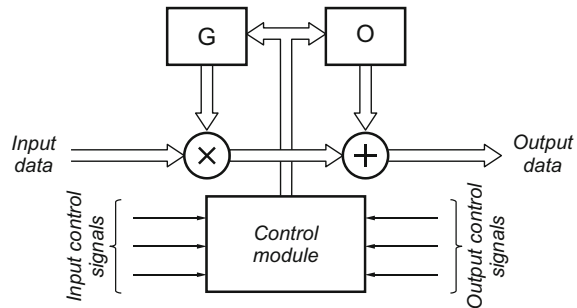 G
O
Input
data
×
+
Output
data
Input control
signals
Control
module
Output control
signals